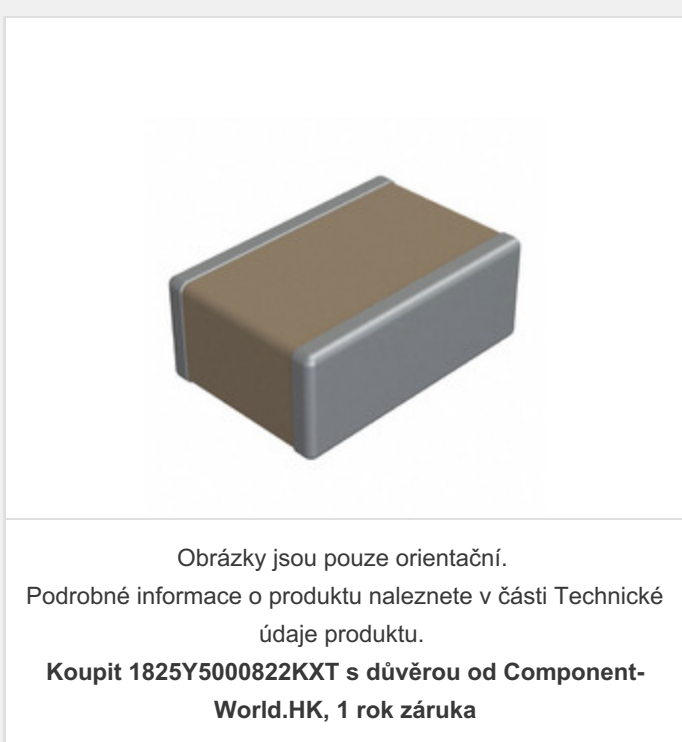 Obrázky jsou pouze orientační.
Podrobné informace o produktu naleznete v části Technické
údaje produktu.
Koupit 1825Y5000822KXT s důvěrou od Component-
World.HK, 1 rok záruka